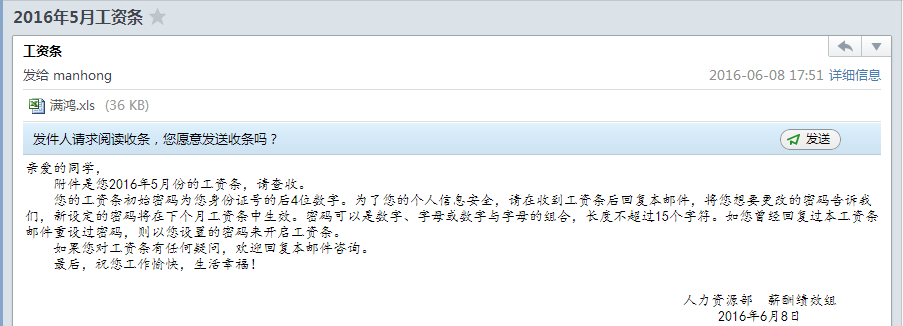 2016年5月工资条
工资条
发给 manhong
2016-06-08 17:51 详细信息
满鸿.xls (36 KB)
发件人请求阅读收条，您愿意发送收条吗？
发送
亲爱的同学，
附件是您2016年5月份的工资条，请查收。
您的工资条初始密码为您身份证号的后4位数字。为了您的个人信息安全，请在收到工资条后回复本邮件，将您想要更改的密码告诉我
们，新设定的密码将在下个月工资条中生效。密码可以是数字、字母或数字与字母的组合，长度不超过15个字符。如您曾经回复过本工资条
邮件重设过密码，则以您设置的密码来开启工资条。
如果您对工资条有任何疑问，欢迎回复本邮件咨询。
最后，祝您工作愉快，生活幸福！
人力资源部 薪酬绩效组
2016年6月8日